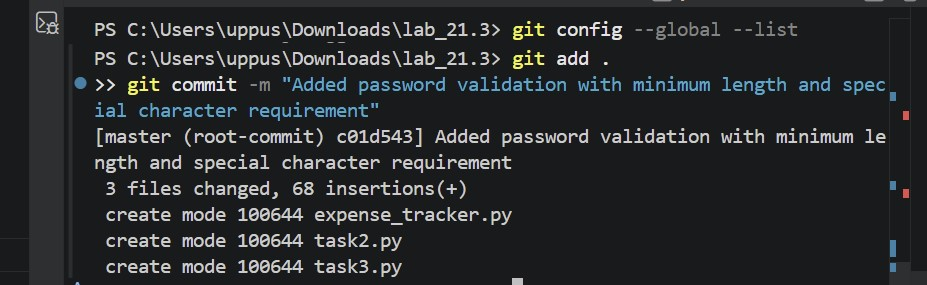 PS C:\Users\uppus\Downloads\lab_21.3> git config --global --list
PS C:\Users\uppus\Downloads\lab_21.3> git add .
>> git commit -m "Added password validation with minimum length and spec
ial character requirement"
[master (root-commit) c01d543] Added password validation with minimum le
ngth and special character requirement
 3 files changed, 68 insertions(+)
 create mode 100644 expense_tracker.py
 create mode 100644 task2.py
 create mode 100644 task3.py